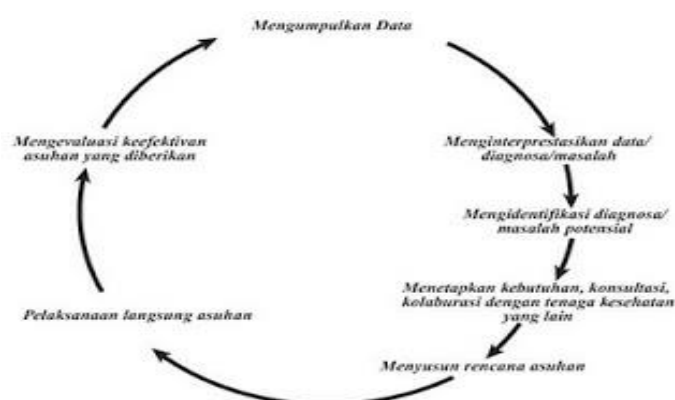 Mengumpulkan Data
Menginterprestasikan data/
diagnosa/masalah
Mengidentifikasi diagnosa/
masalah potensial
Menetapkan kebutuhan, konsultasi,
kolaburasi dengan tenaga kesehatan
yang lain
Menyusun rencana asuhan
Pelaksanaan langsung asuhan
Mengevaluasi keefektivan
asuhan yang diberikan